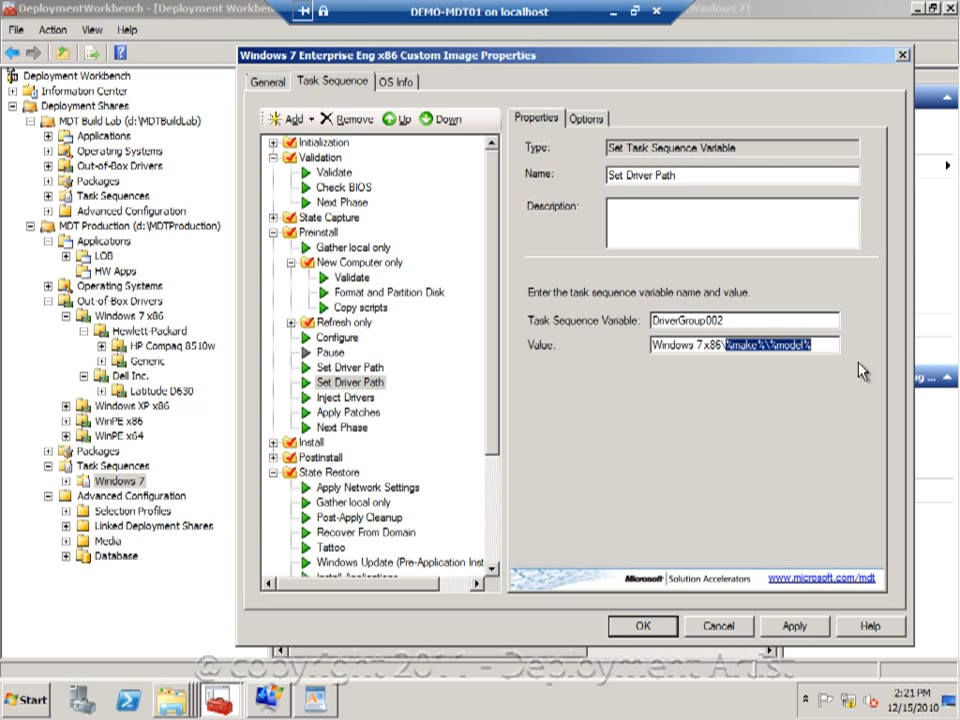 DeploymentWorkbench - [Deployment Workben
DEMO-MDT01 on localhost
Windows 7]
File Action View Help
Deployment Workbench
Information Center
Deployment Shares
MDT Build Lab (d:\MDTBuildLab)
Applications
Operating Systems
Out-of-Box Drivers
Packages
Task Sequences
Advanced Configuration
MDT Production (d:\MDTProduction)
Applications
LOB
HW Apps
Operating Systems
Out-of-Box Drivers
Windows 7 x86
Hewlett-Packard
HP Compaq 8510w
Generic
Dell Inc.
Latitude D630
Windows XP x86
WinPE x86
WinPE x64
Packages
Task Sequences
Windows 7
Advanced Configuration
Selection Profiles
Linked Deployment Shares
Media
Database
Windows 7 Enterprise Eng x86 Custom Image Properties
General Task Sequence OS Info
Add Remove Up Down
Initialization
Validation
Validate
Check BIOS
Next Phase
State Capture
Preinstall
Gather local only
New Computer only
Validate
Format and Partition Disk
Copy scripts
Refresh only
Configure
Pause
Set Driver Path
Set Driver Path
Inject Drivers
Apply Patches
Next Phase
Install
Postinstall
State Restore
Apply Network Settings
Gather local only
Post-Apply Cleanup
Recover From Domain
Tattoo
Windows Update (Pre-Application Inst
Install Applications
Properties Options
Type: Set Task Sequence Variable
Name: Set Driver Path
Description:
Enter the task sequence variable name and value.
Task Sequence Variable: DriverGroup002
Value: Windows 7 x86\%make%\%model%
Microsoft Solution Accelerators www.microsoft.com/mdt
OK Cancel Apply Help
ng ...
@ copyright 2011 - Deployment Artist
Start
2:21 PM
12/15/2010